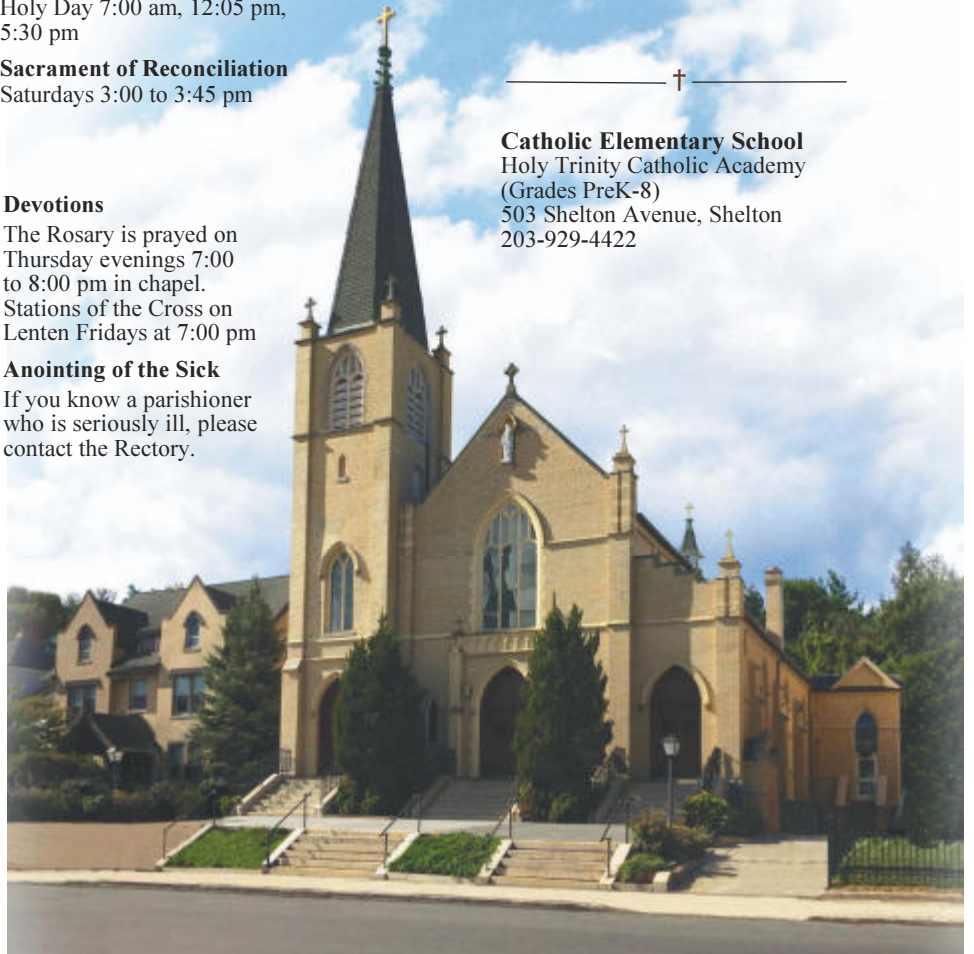 Holy Day 7:00 am, 12:05 pm,
5:30 pm
Sacrament of Reconciliation
Saturdays 3:00 to 3:45 pm
Devotions
The Rosary is prayed on
Thursday evenings 7:00
to 8:00 pm in chapel.
Stations of the Cross on
Lenten Fridays at 7:00 pm
Anointing of the Sick
If you know a parishioner
who is seriously ill, please
contact the Rectory.
Catholic Elementary School
Holy Trinity Catholic Academy
(Grades PreK-8)
503 Shelton Avenue, Shelton
203-929-4422